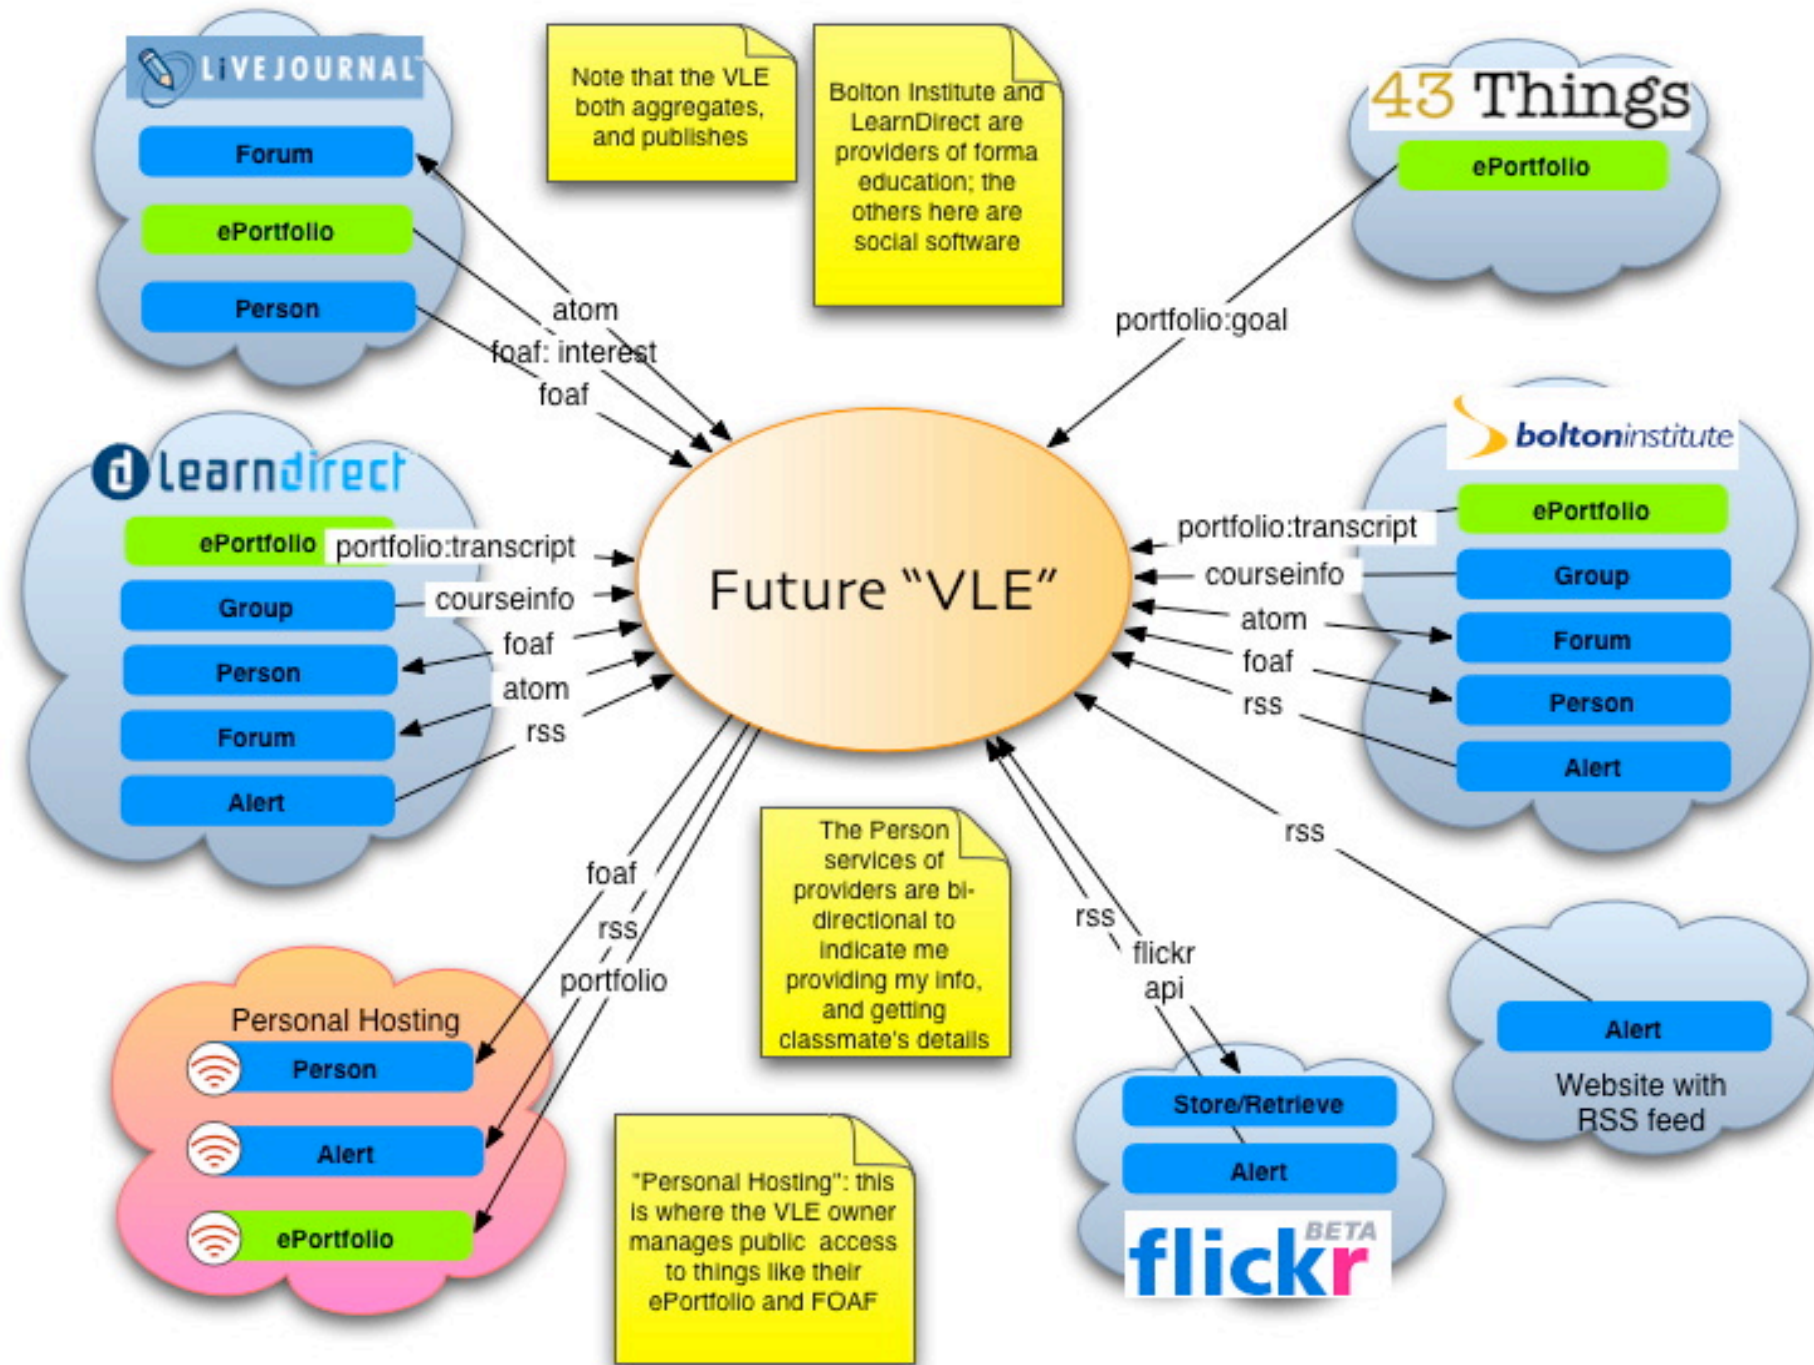 LiVEJOURNAL
Forum
ePortfolio
Person
atom
foaf: interest
foaf
Note that the VLE
both aggregates,
and publishes
Bolton Institute and
LearnDirect are
providers of forma
education; the
others here are
social software
43 Things
ePortfolio
portfolio:goal
learndirect
ePortfolio
portfolio:transcript
Group
courseinfo
Person
foaf
Forum
atom
Alert
rss
Future “VLE”
boltoninstitute
ePortfolio
portfolio:transcript
Group
courseinfo
Forum
atom
Person
foaf
Alert
rss
foaf
rss
portfolio
Personal Hosting
Person
Alert
ePortfolio
The Person
services of
providers are bi-
directional to
indicate me
providing my info,
and getting
classmate's details
"Personal Hosting": this
is where the VLE owner
manages public access
to things like their
ePortfolio and FOAF
rss
flickr
api
Store/Retrieve
Alert
flickr BETA
rss
Alert
Website with
RSS feed